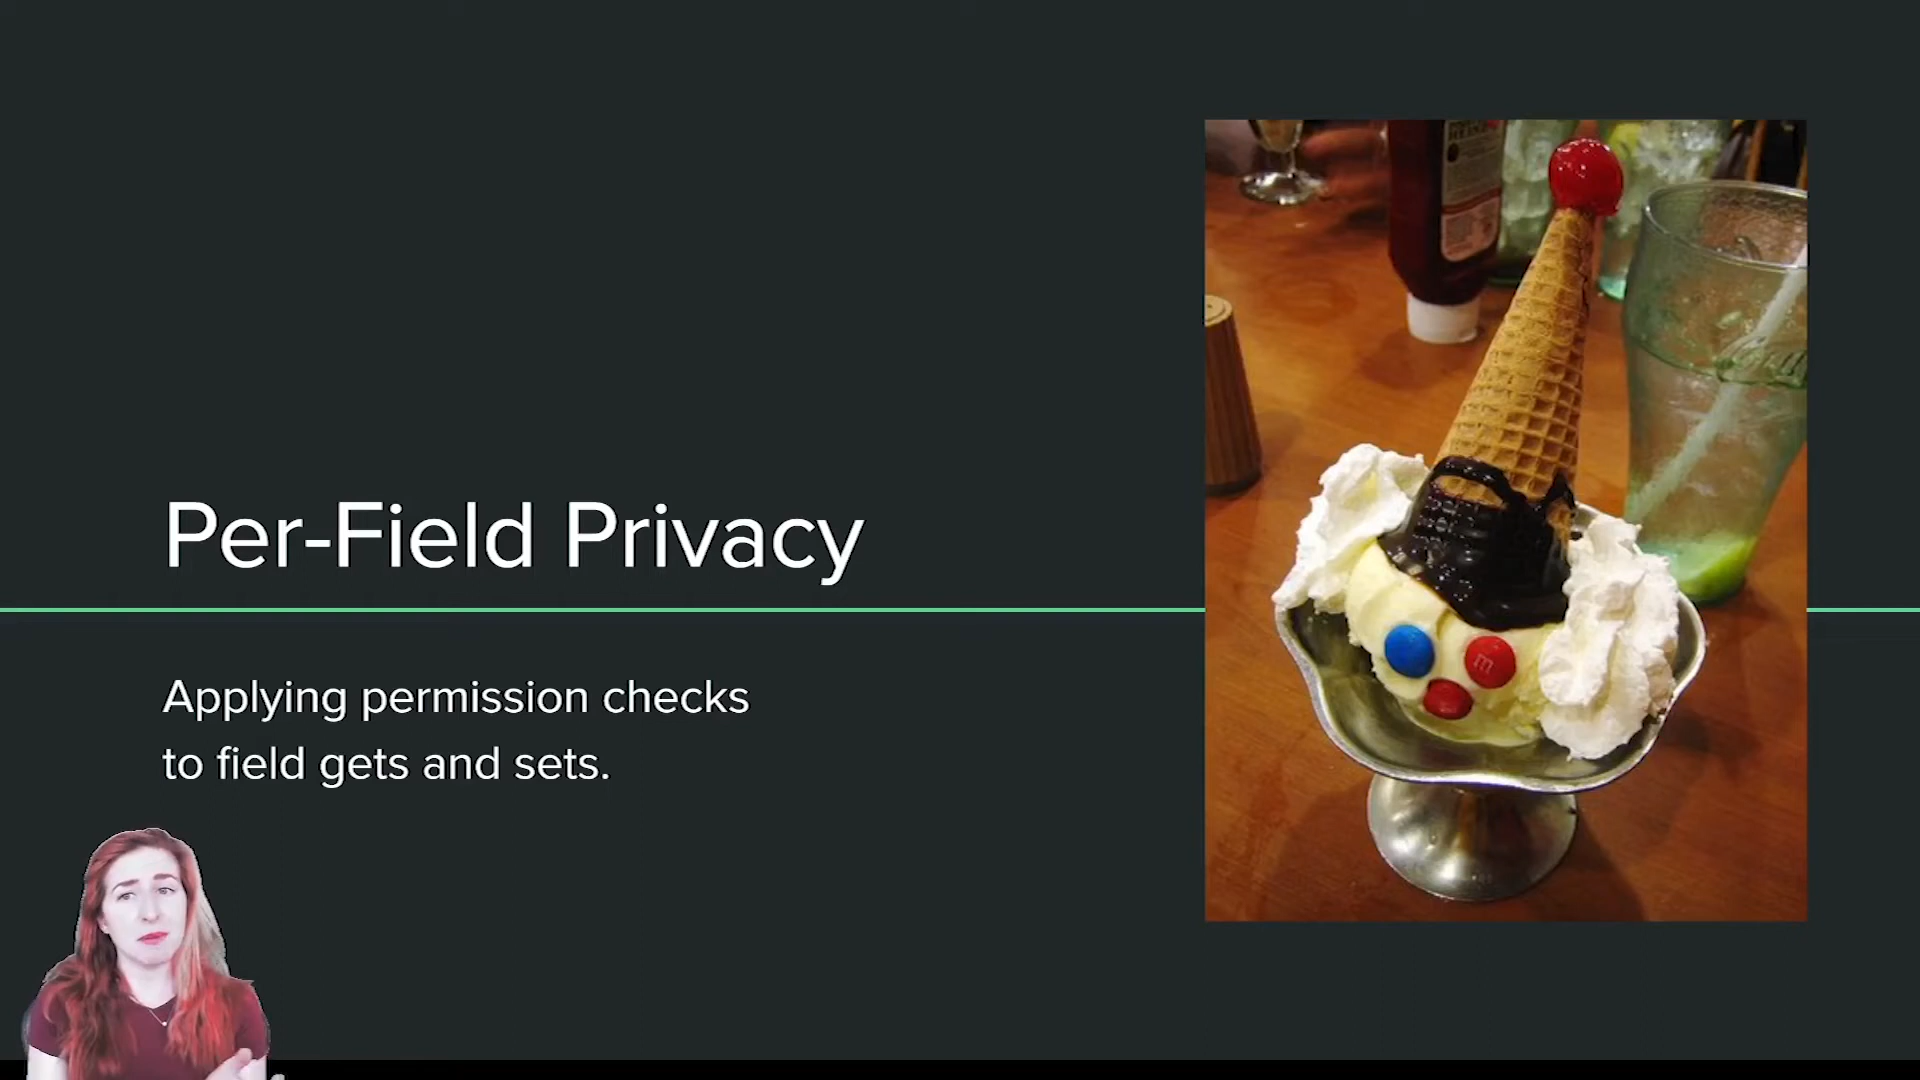 Per-Field Privacy
Applying permission checks
to field gets and sets.
m